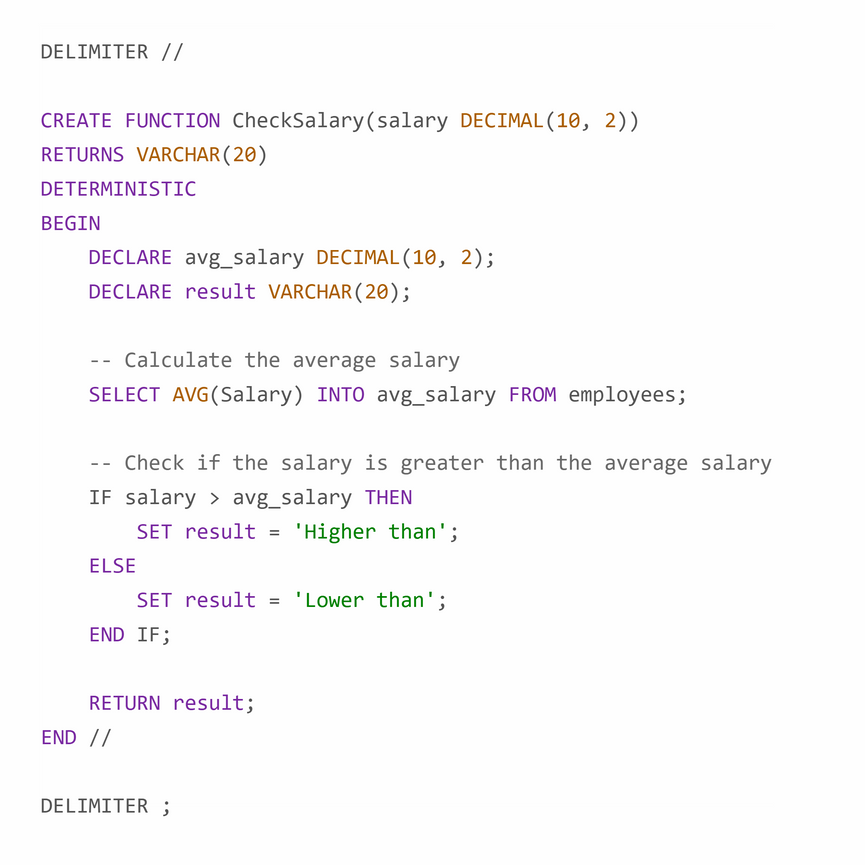 DELIMITER //
CREATE FUNCTION CheckSalary(salary DECIMAL(10, 2))
RETURNS VARCHAR(20)
DETERMINISTIC
BEGIN
    DECLARE avg_salary DECIMAL(10, 2);
    DECLARE result VARCHAR(20);
    -- Calculate the average salary
    SELECT AVG(Salary) INTO avg_salary FROM employees;
    -- Check if the salary is greater than the average salary
    IF salary > avg_salary THEN
        SET result = 'Higher than';
    ELSE
        SET result = 'Lower than';
    END IF;
    RETURN result;
END //
DELIMITER ;